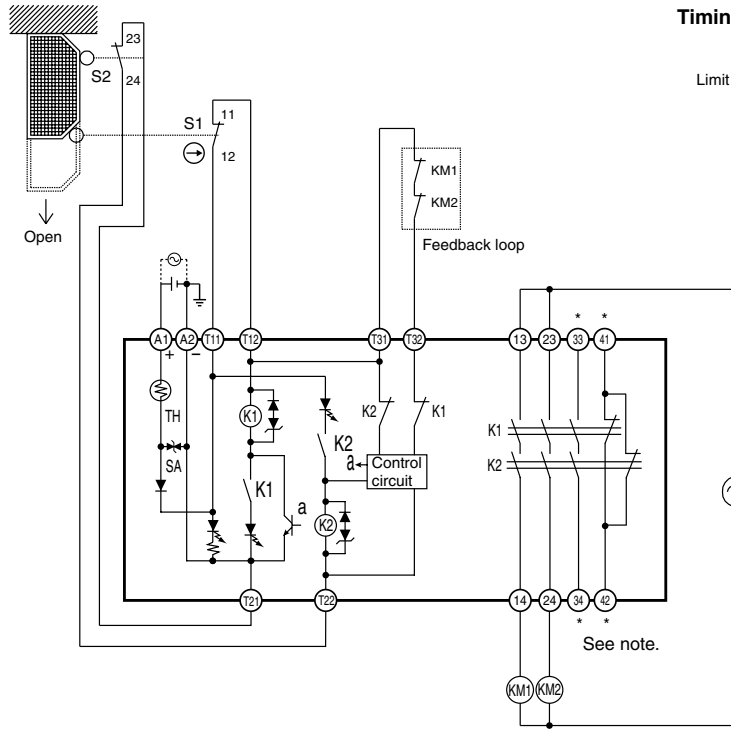 Timin
23
S2
24
Limit
S1
11
12
KM1
KM2
Feedback loop
Open
A1
A2
T11
T12
T31
T32
13
23
*
33
*
41
+
−
TH
K1
K2
K2
K1
K1
SA
a
Control
circuit
K2
K1
a
K2
T21
T22
14
24
34
42
*
*
See note.
KM1
KM2